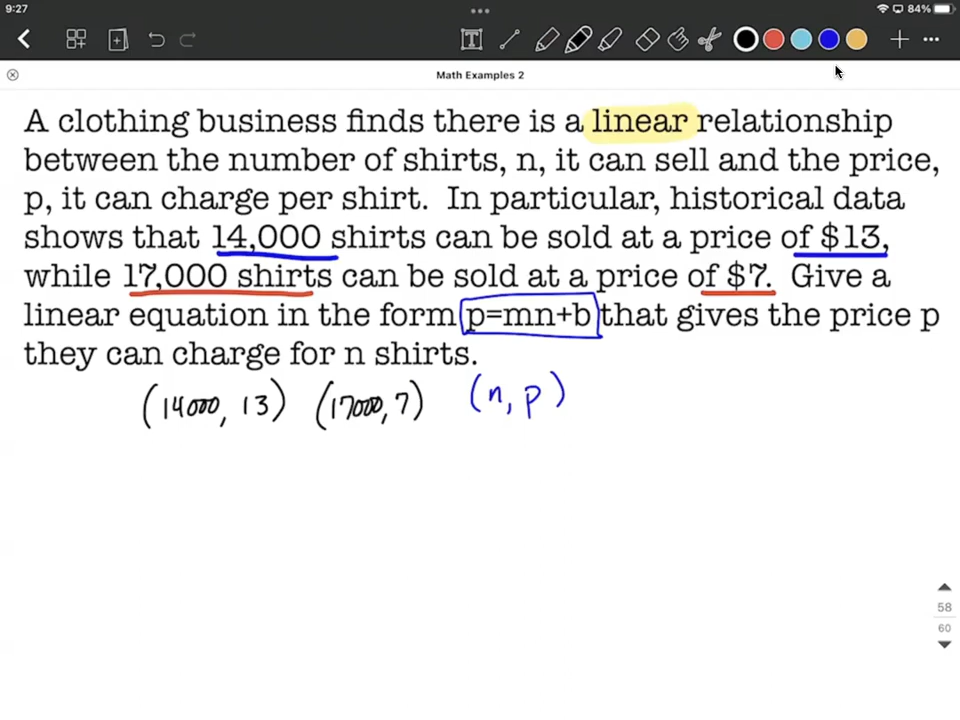 9:27
84%
Math Examples 2
A clothing business finds there is a linear relationship
between the number of shirts, n, it can sell and the price,
p, it can charge per shirt. In particular, historical data
shows that 14,000 shirts can be sold at a price of $13,
while 17,000 shirts can be sold at a price of $7. Give a
linear equation in the form p=mn+b that gives the price p
they can charge for n shirts.
(14000, 13) (17000, 7) (n, p)
58
60